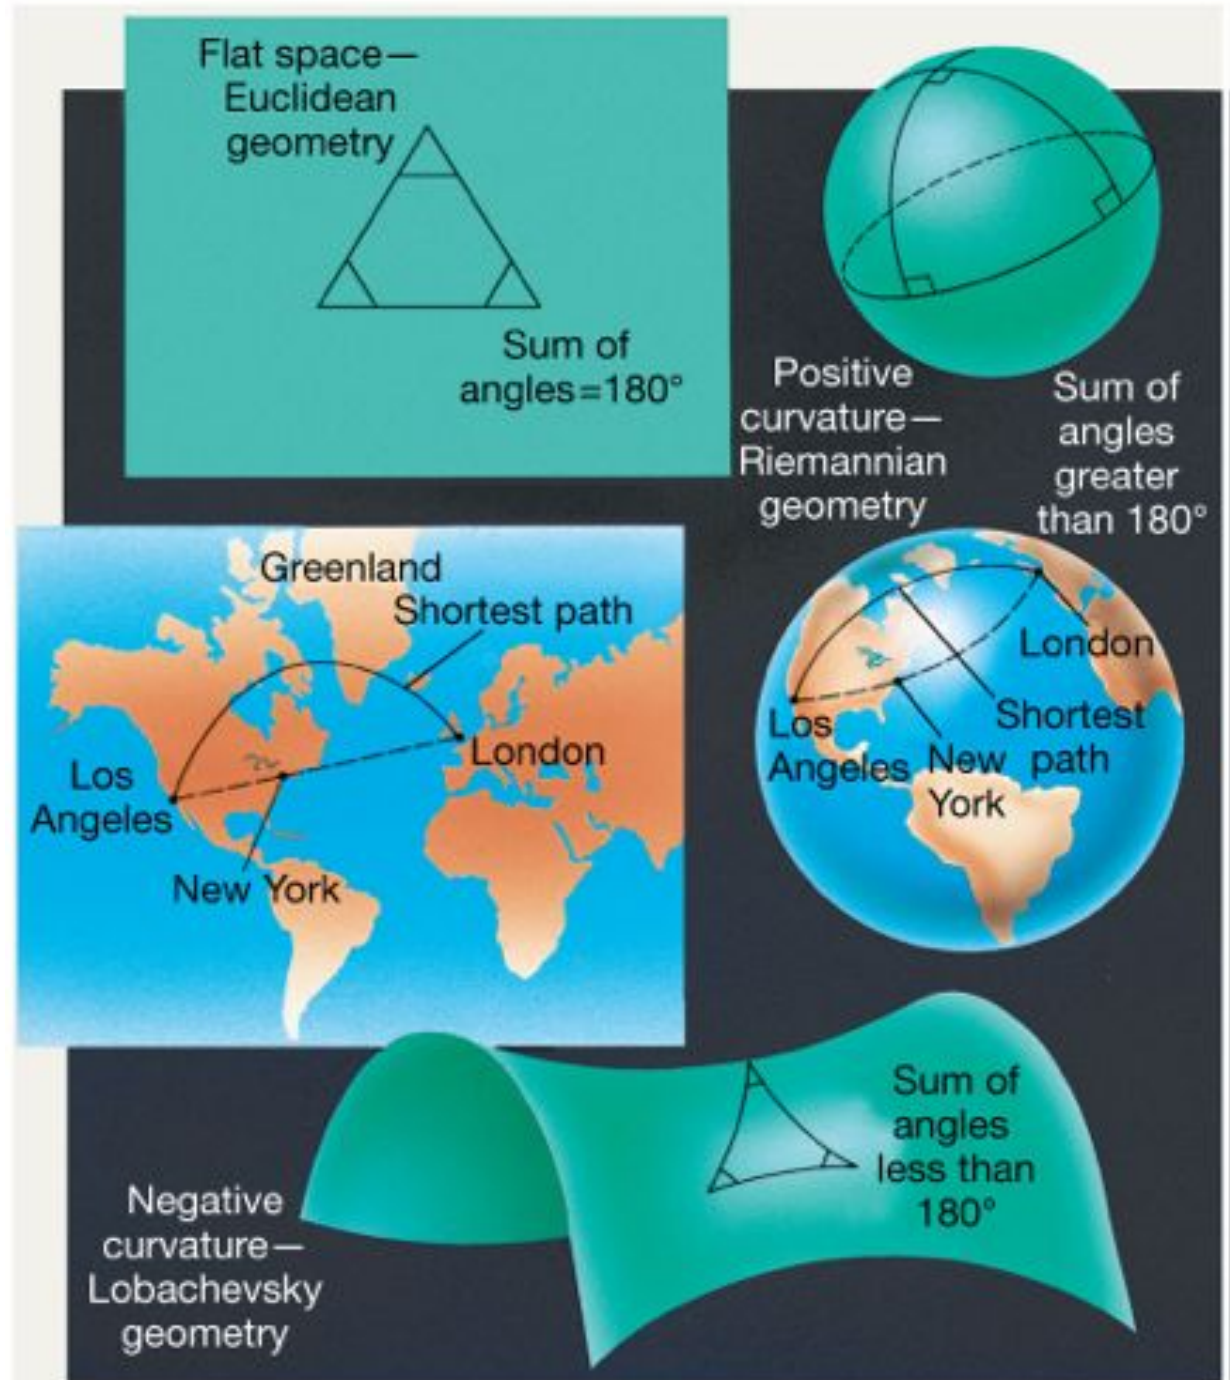 Flat space—
Euclidean
geometry
Sum of
angles=180°
Positive
curvature—
Riemannian
geometry
Sum of
angles
greater
than 180°
Greenland
Shortest path
London
Los
Angeles
New York
London
Shortest
path
Los
Angeles
New
York
Sum of
angles
less than
180°
Negative
curvature—
Lobachevsky
geometry